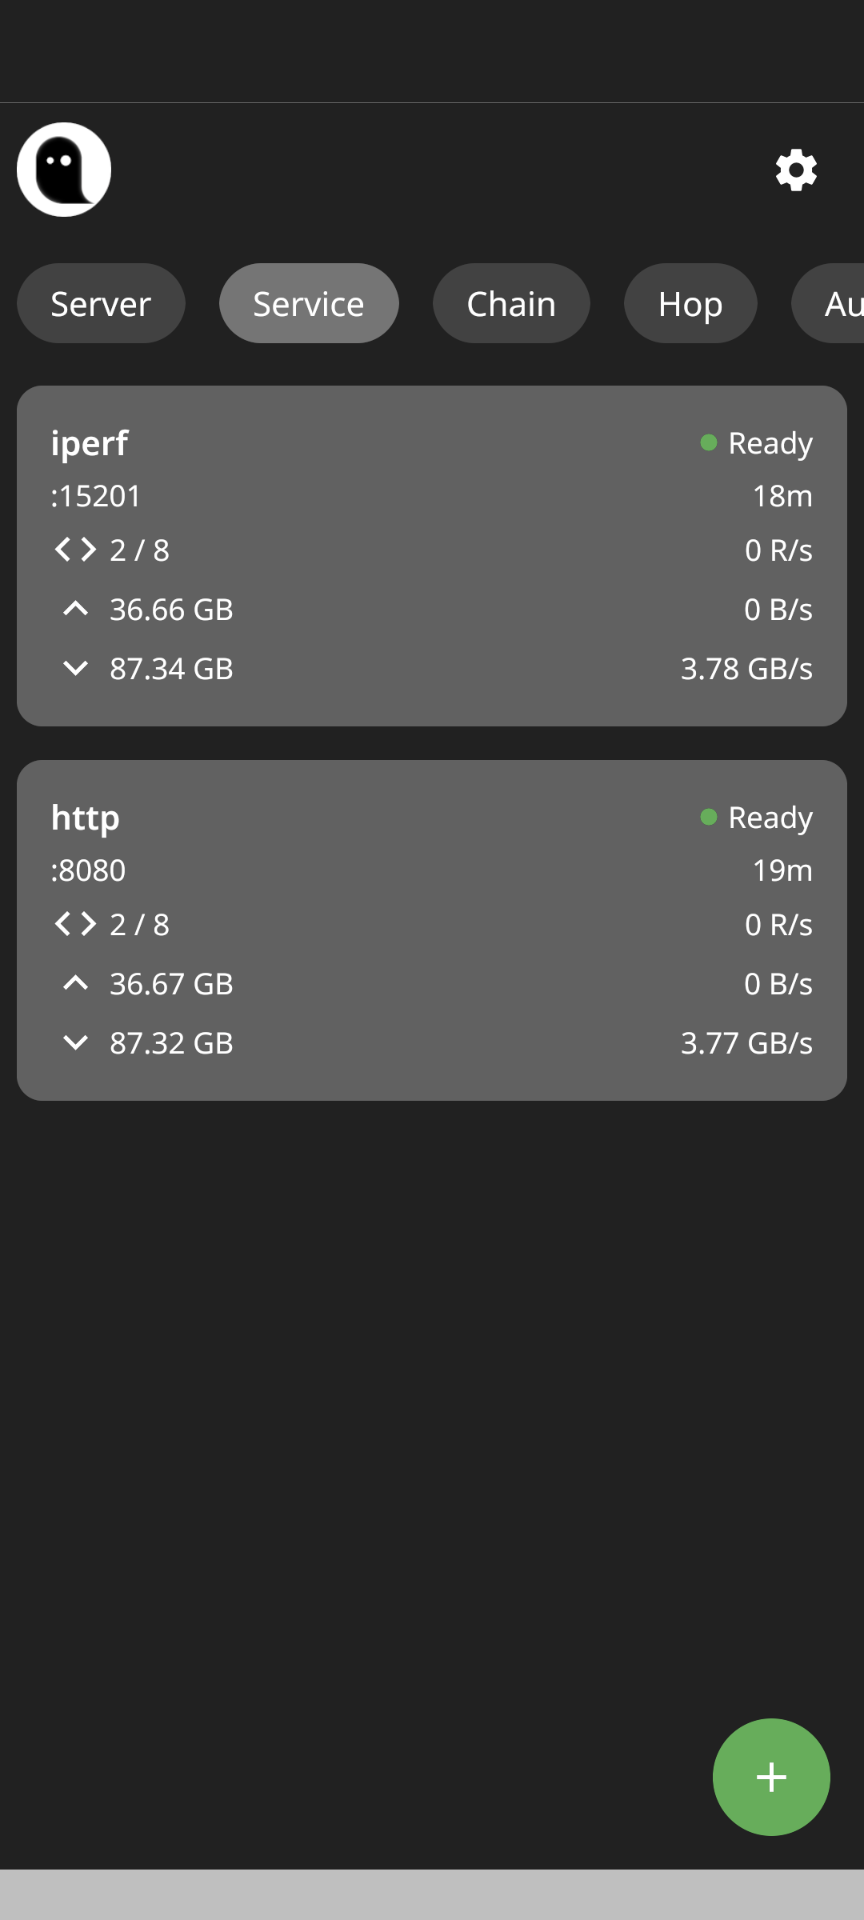 Server Service Chain Hop Au
iperf Ready
:15201 18m
2 / 8 0 R/s
36.66 GB 0 B/s
87.34 GB 3.78 GB/s
http Ready
:8080 19m
2 / 8 0 R/s
36.67 GB 0 B/s
87.32 GB 3.77 GB/s